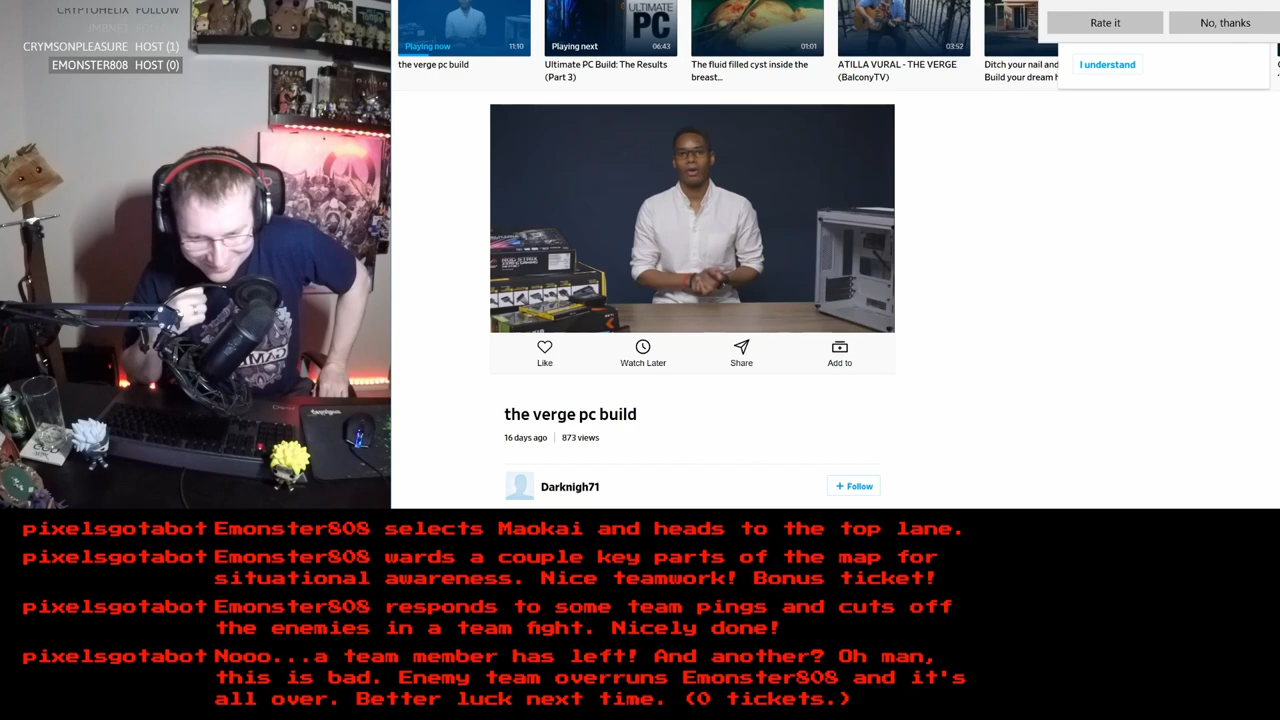 CRYPTOHELIX FOLLOW
JMBNET
CRYMSONPLEASURE HOST (1)
EMONSTER808 HOST (0)
Playing now
11:10
the verge pc build
ULTIMATE
PC
Playing next
06:43
Ultimate PC Build: The Results
(Part 3)
01:01
The fluid filled cyst inside the
breast...
03:52
ATILLA VURAL - THE VERGE
(BalconyTV)
Ditch your nail and
Build your dream h
Rate it
No, thanks
I understand
Like
Watch Later
Share
Add to
the verge pc build
16 days ago
873 views
Darknigh71
+ Follow
pixelsgotabot Emonster808 selects Maokai and heads to the top lane.
pixelsgotabot Emonster808 wards a couple key parts of the map for
situational awareness. Nice teamwork! Bonus ticket!
pixelsgotabot Emonster808 responds to some team pings and cuts off
the enemies in a team fight. Nicely done!
pixelsgotabot Nooo...a team member has left! And another? Oh man,
this is bad. Enemy team overruns Emonster808 and it's
all over. Better luck next time. (0 tickets.)